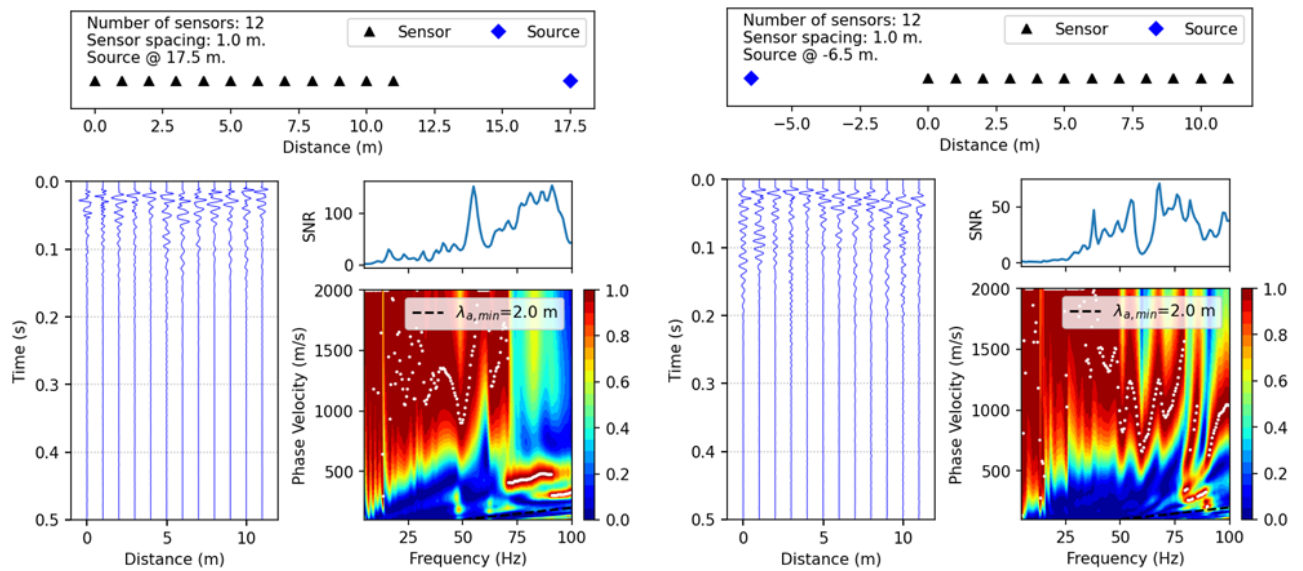 Number of sensors: 12
Sensor spacing: 1.0 m.
Source @ 17.5 m.
Sensor
Source
0.0 2.5 5.0 7.5 10.0 12.5 15.0 17.5
Distance (m)
Number of sensors: 12
Sensor spacing: 1.0 m.
Source @ -6.5 m.
Sensor
Source
−5.0 −2.5 0.0 2.5 5.0 7.5 10.0
Distance (m)
0.0
0.1
0.2
0.3
0.4
0.5
Time (s)
0 5 10
Distance (m)
100
0
SNR
2000
1500
1000
500
Phase Velocity (m/s)
λa,min=2.0 m
25 50 75 100
Frequency (Hz)
1.0
0.8
0.6
0.4
0.2
0.0
0.0
0.1
0.2
0.3
0.4
0.5
Time (s)
0 5 10
Distance (m)
50
0
SNR
2000
1500
1000
500
Phase Velocity (m/s)
λa,min=2.0 m
25 50 75 100
Frequency (Hz)
1.0
0.8
0.6
0.4
0.2
0.0